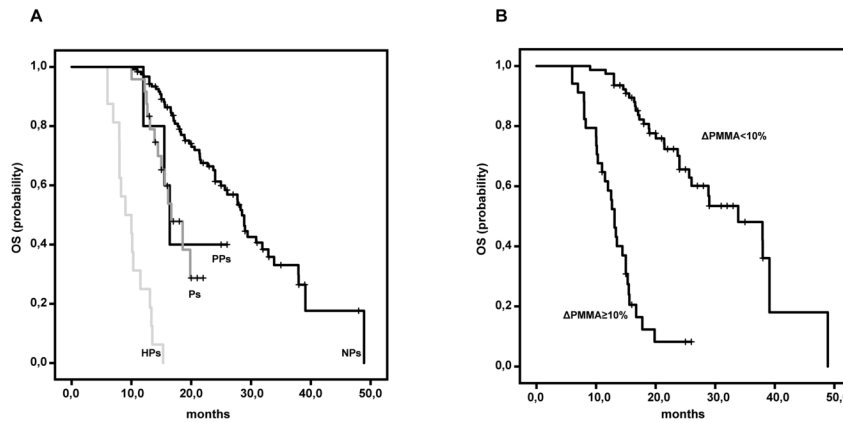 A
OS (probability)
1,0
0,8
0,6
0,4
0,2
0,0
PPs
Ps
HPs
NPs
0,0
10,0
20,0
30,0
40,0
50,0
months
B
OS (probability)
1,0
0,8
0,6
0,4
0,2
0,0
ΔPMMA<10%
ΔPMMA≥10%
0,0
10,0
20,0
30,0
40,0
50,
months